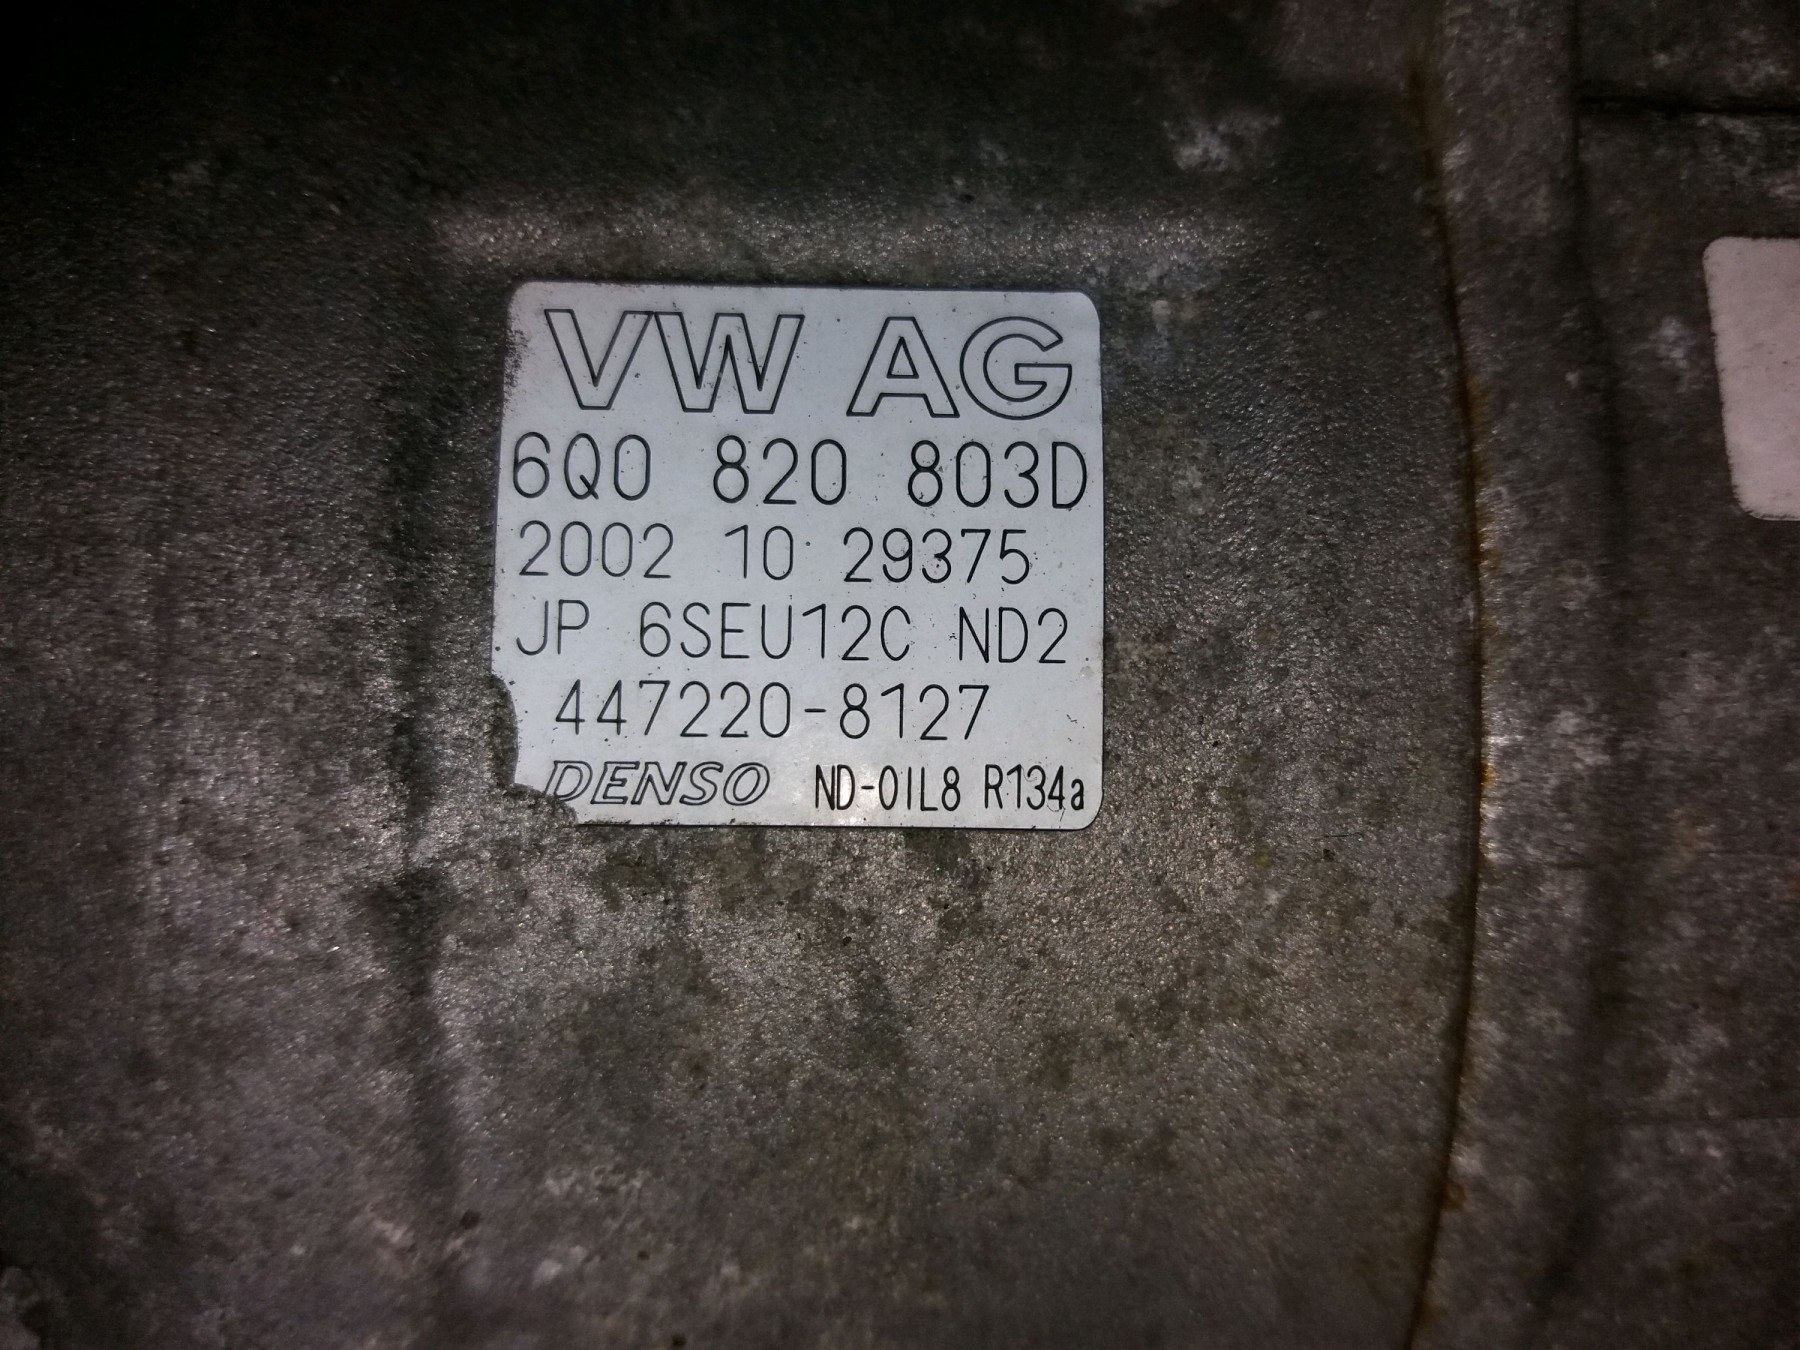 VW AG
6Q0 820 803D
2002 10 29375
JP 6SEU12C ND2
447220-8127
DENSO ND-OIL8 R134a